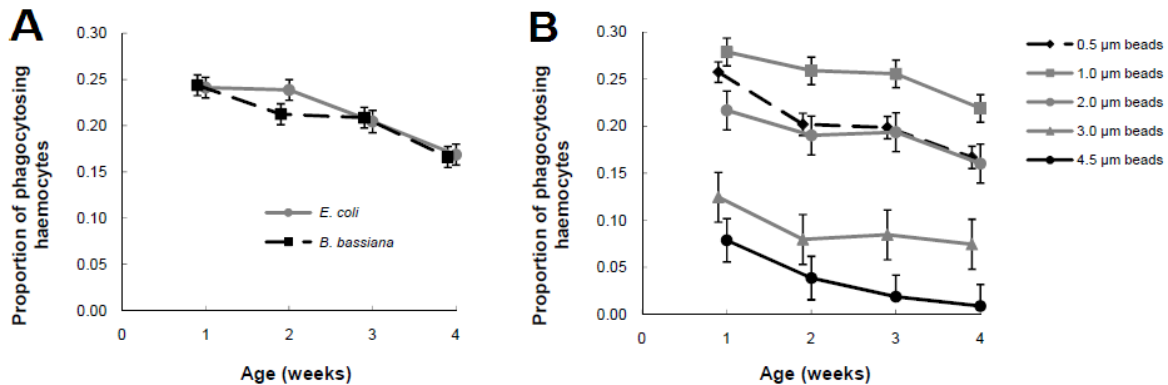 A
Proportion of phagocytosing
haemocytes
0.30
0.25
0.20
0.15
0.10
0.05
0.00
0
1
2
3
4
Age (weeks)
E. coli
B. bassiana
B
Proportion of phagocytosing
haemocytes
0.30
0.25
0.20
0.15
0.10
0.05
0.00
0
1
2
3
4
Age (weeks)
0.5 µm beads
1.0 µm beads
2.0 µm beads
3.0 µm beads
4.5 µm beads